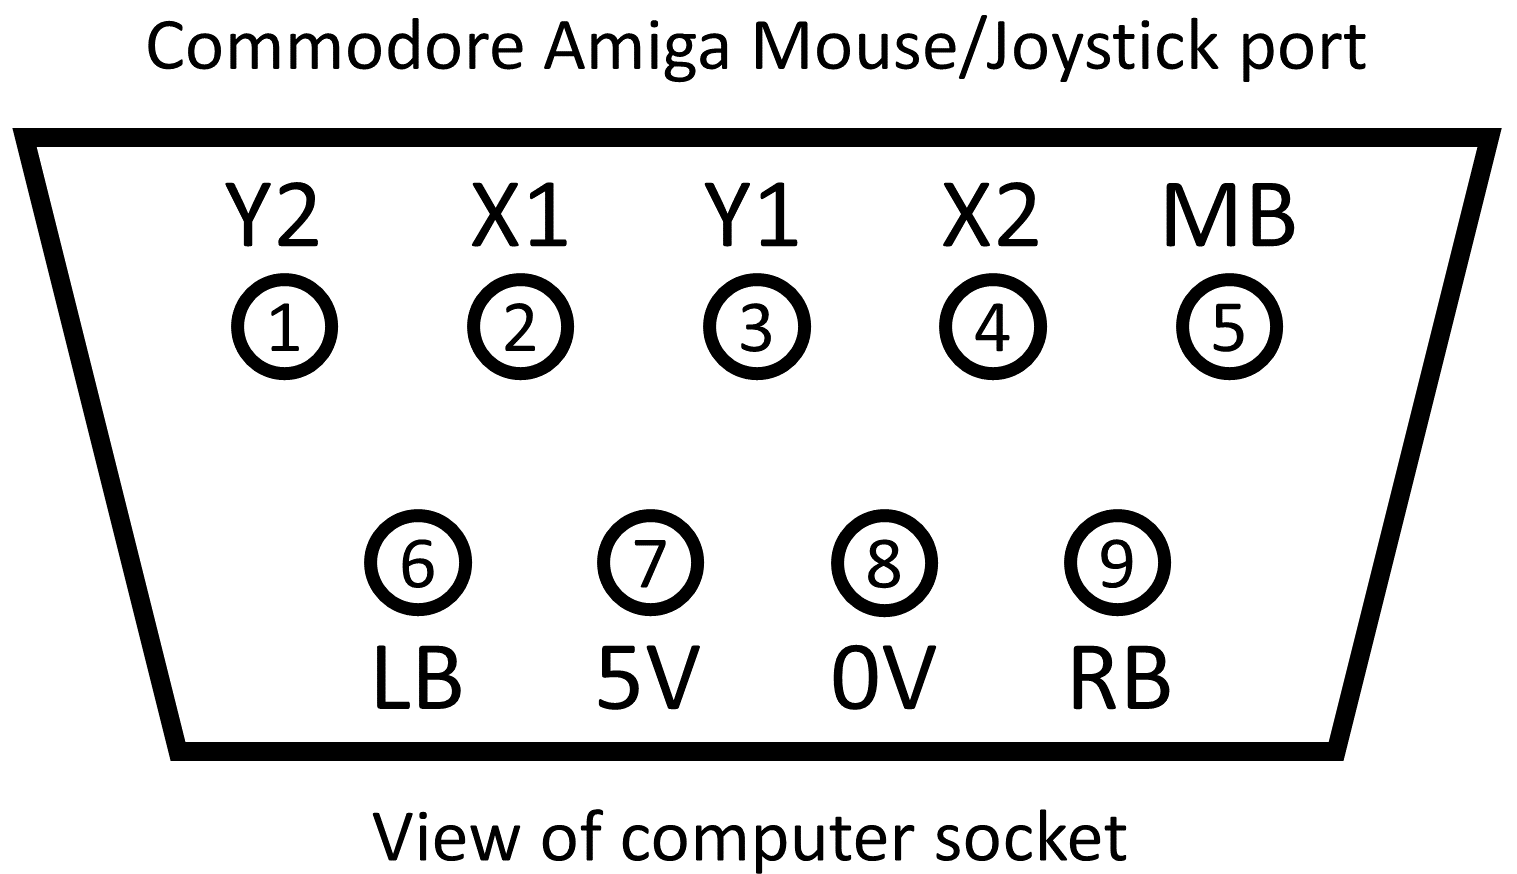 Commodore Amiga Mouse/Joystick port
Y2 X1 Y1 X2 MB
1 2 3 4 5
6 7 8 9
LB 5V 0V RB
View of computer socket